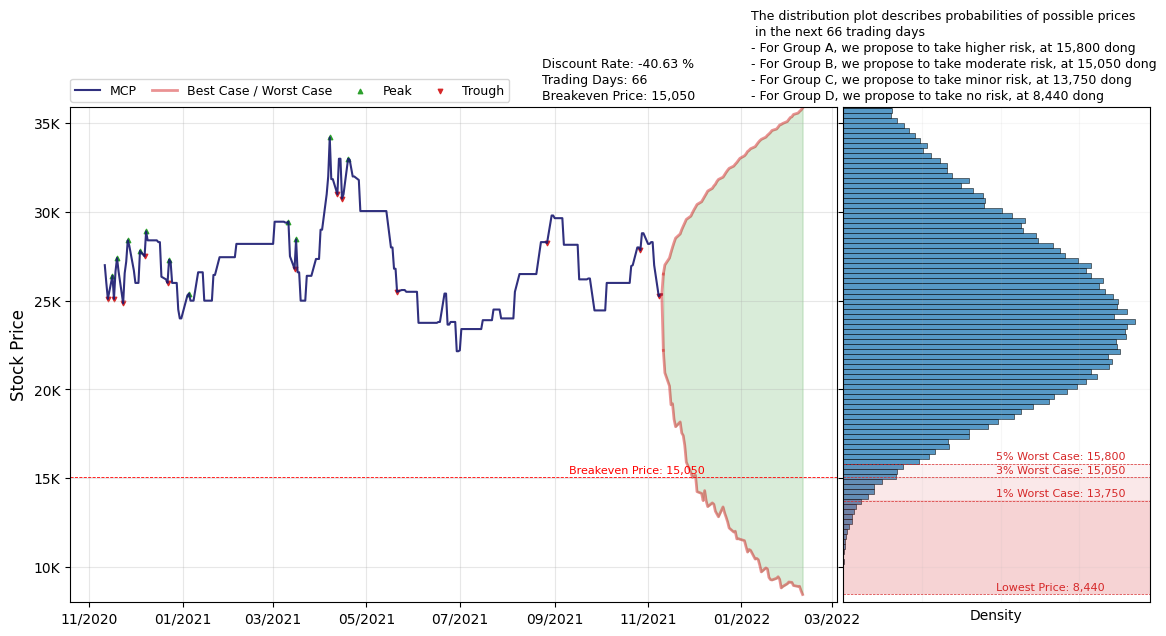 The distribution plot describes probabilities of possible prices
in the next 66 trading days
- For Group A, we propose to take higher risk, at 15,800 dong
- For Group B, we propose to take moderate risk, at 15,050 dong
- For Group C, we propose to take minor risk, at 13,750 dong
- For Group D, we propose to take no risk, at 8,440 dong
Discount Rate: -40.63 %
Trading Days: 66
Breakeven Price: 15,050
MCP
Best Case / Worst Case
Peak
Trough
Stock Price
35K
30K
25K
20K
15K
10K
Breakeven Price: 15,050
5% Worst Case: 15,800
3% Worst Case: 15,050
1% Worst Case: 13,750
Lowest Price: 8,440
11/2020
01/2021
03/2021
05/2021
07/2021
09/2021
11/2021
01/2022
03/2022
Density